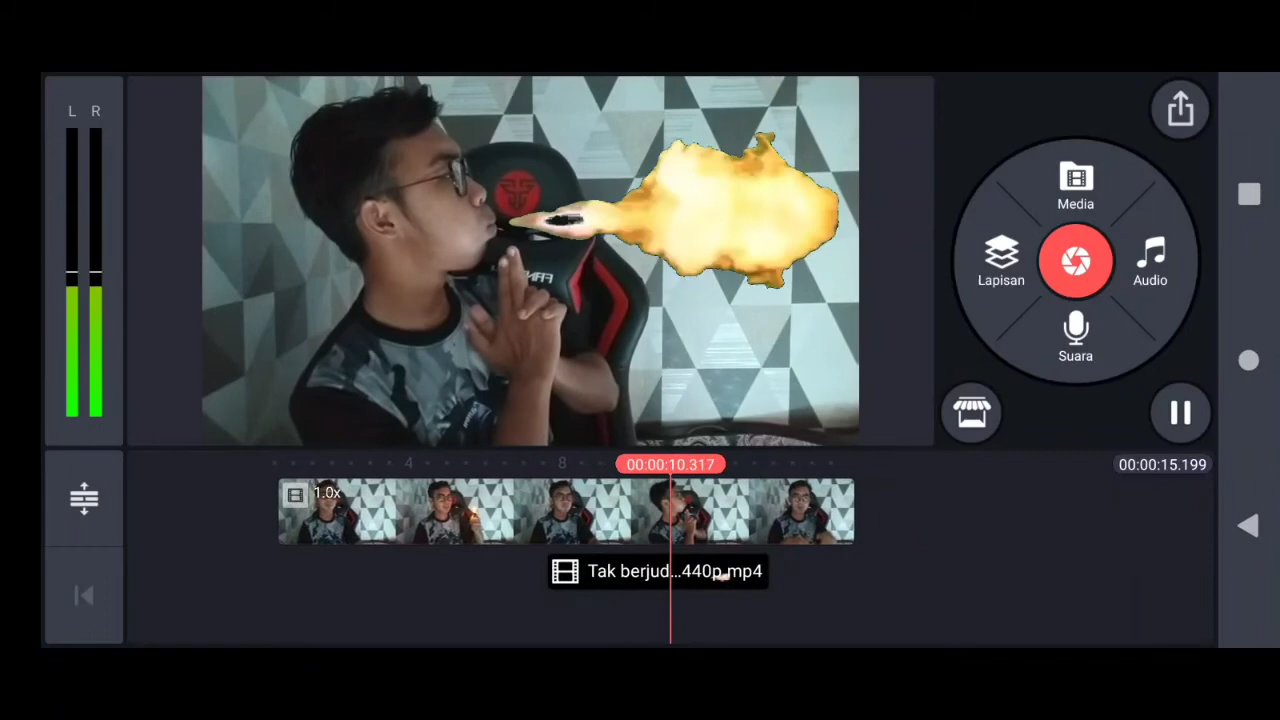 L R
Media
Lapisan
Audio
Suara
4
8
00:00:10.317
00:00:15.199
1.0x
Tak berjud...440p.mp4